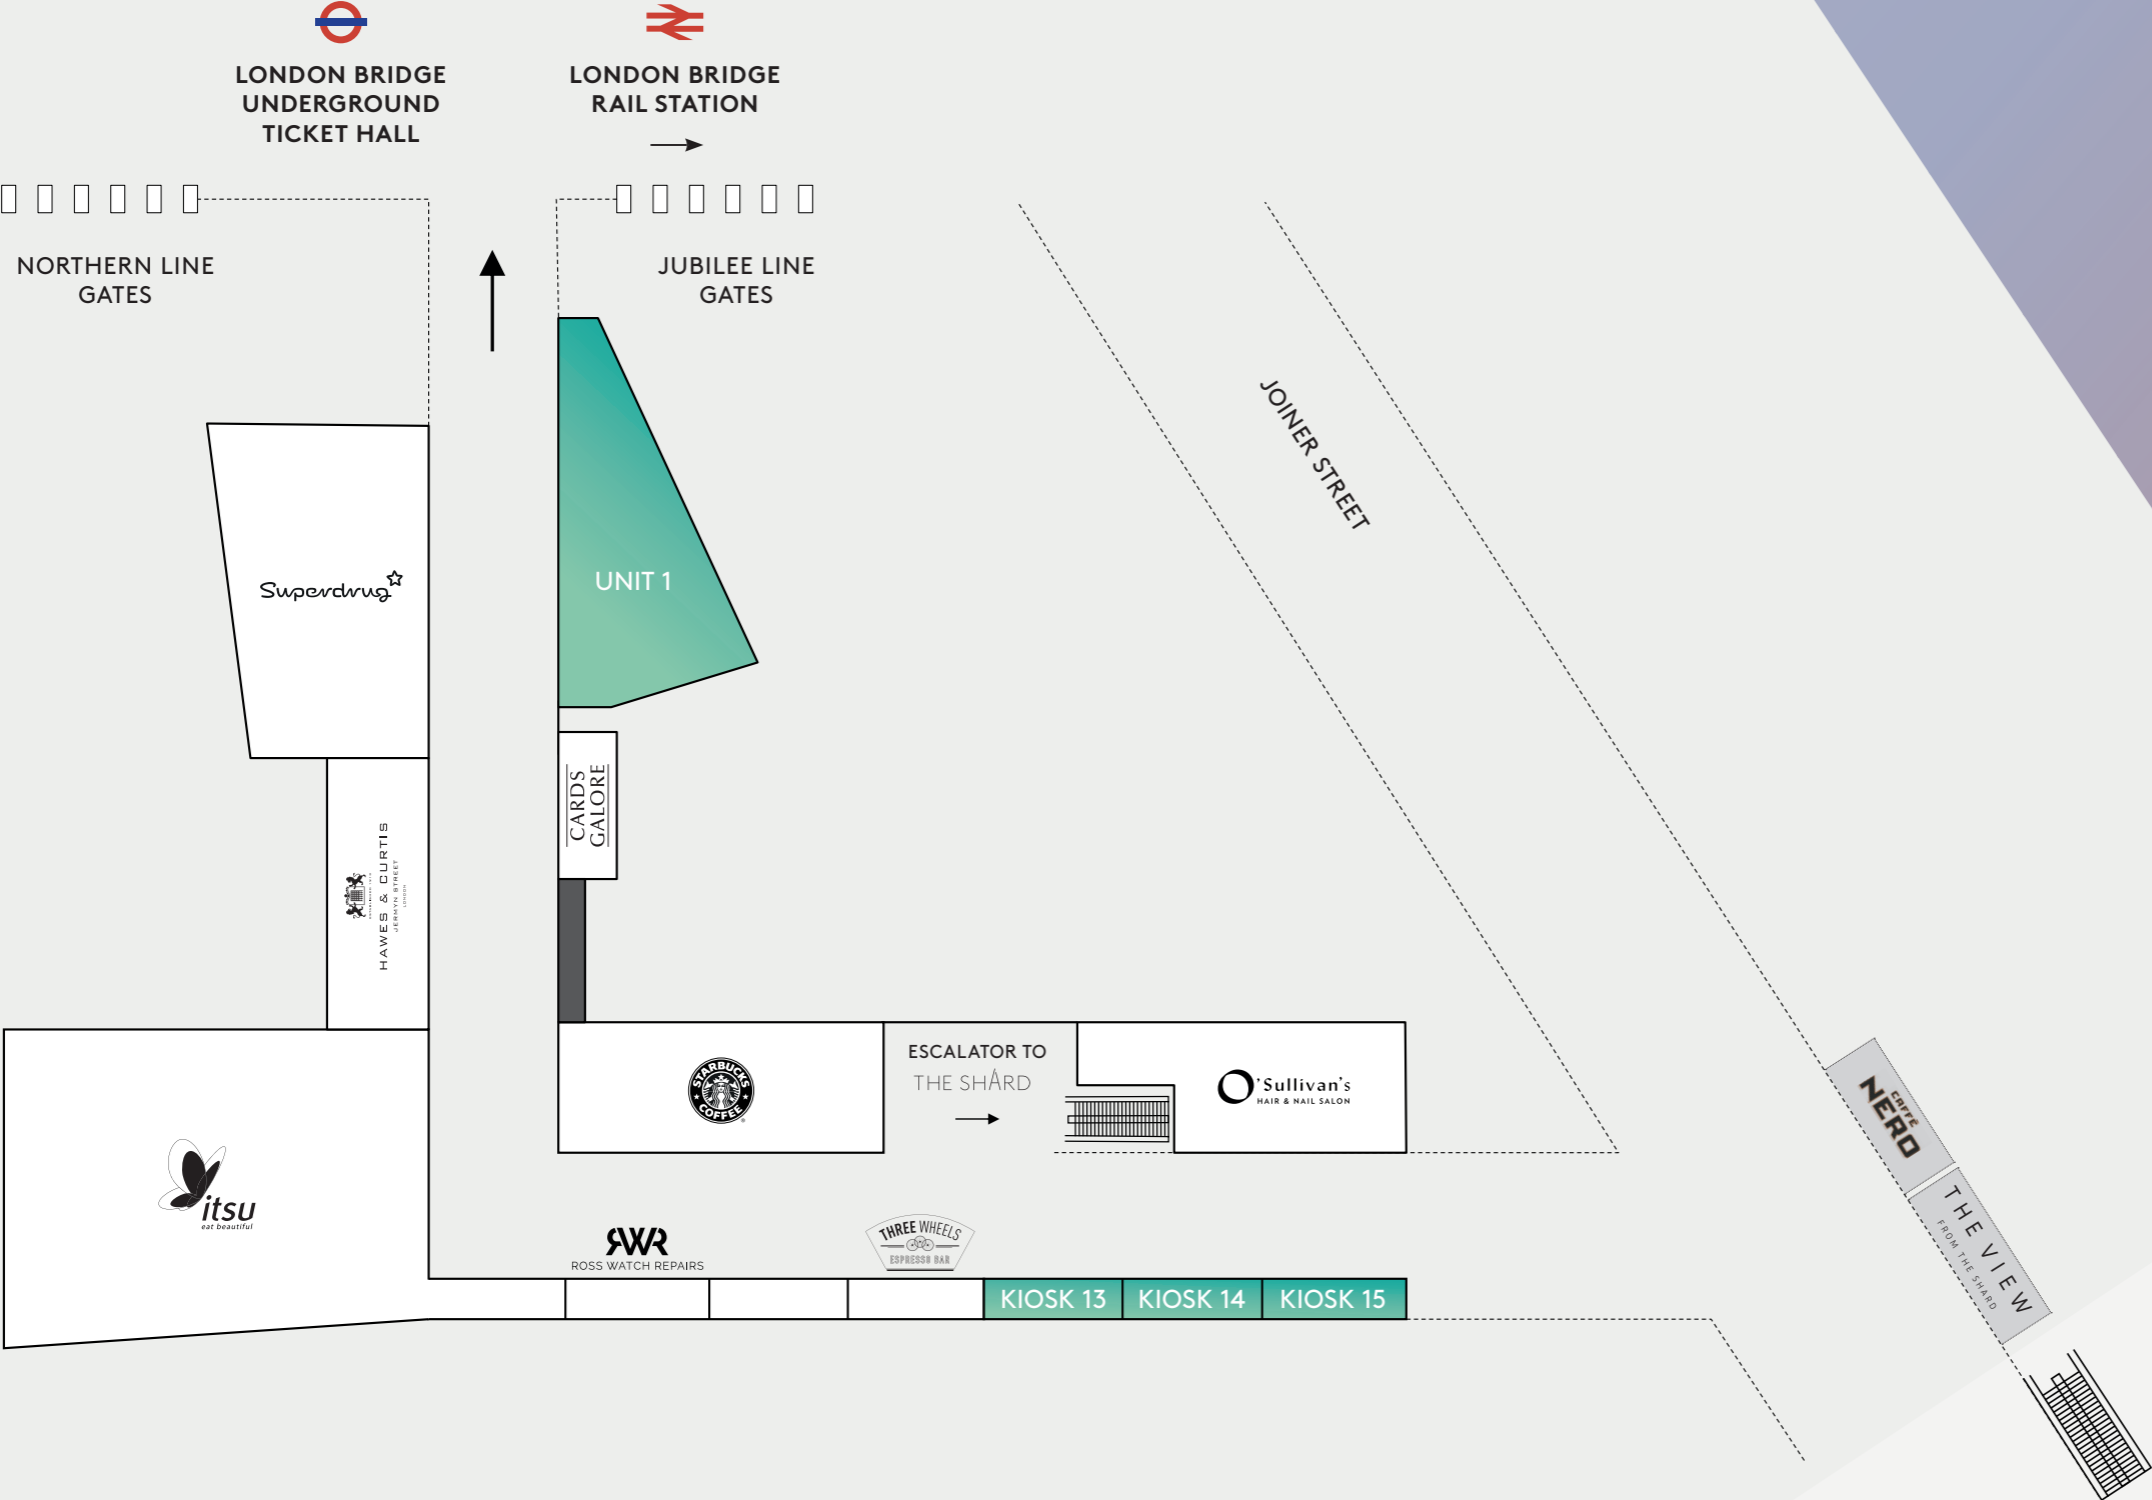 LONDON BRIDGE
UNDERGROUND
TICKET HALL
LONDON BRIDGE
RAIL STATION
NORTHERN LINE
GATES
JUBILEE LINE
GATES
JOINER STREET
UNIT 1
Superdrug
CARDS
GALORE
HAWES & CURTIS
JERMYN STREET
LONDON
STARBUCKS
COFFEE
ESCALATOR TO
THE SHARD
O'Sullivan's
HAIR & NAIL SALON
CAFFÈ
NERO
THE VIEW
FROM THE SHARD
itsu
eat beautiful
RWR
ROSS WATCH REPAIRS
THREE WHEELS
ESPRESSO BAR
KIOSK 13
KIOSK 14
KIOSK 15